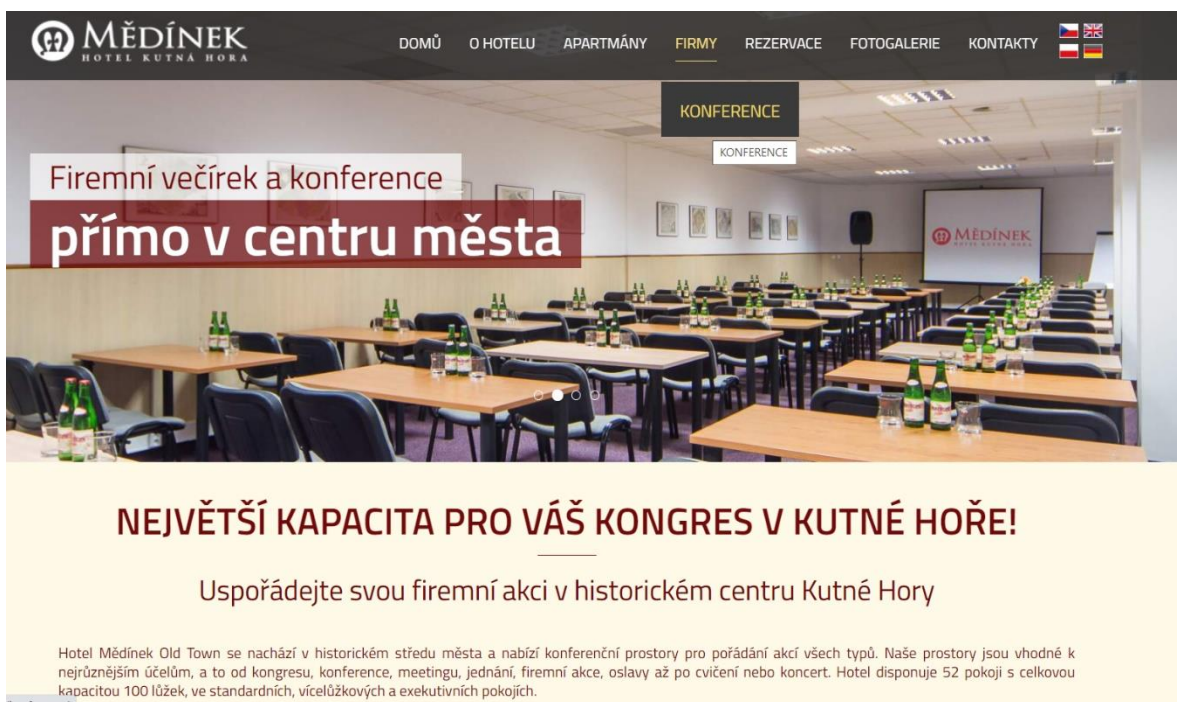 MĚDÍNEK
HOTEL KUTNÁ HORA
DOMŮ O HOTELU APARTMÁNY FIRMY REZERVACE FOTOGALERIE KONTAKTY
KONFERENCE
KONFERENCE
Firemní večírek a konference
přímo v centru města
MĚDÍNEK
HOTEL KUTNÁ HORA
NEJVĚTŠÍ KAPACITA PRO VÁŠ KONGRES V KUTNÉ HOŘE!
Uspořádejte svou firemní akci v historickém centru Kutné Hory
Hotel Mědínek Old Town se nachází v historickém středu města a nabízí konferenční prostory pro pořádání akcí všech typů. Naše prostory jsou vhodné k
nejrůznějším účelům, a to od kongresu, konference, meetingu, jednání, firemní akce, oslavy až po cvičení nebo koncert. Hotel disponuje 52 pokoji s celkovou
kapacitou 100 lůžek, ve standardních, vícelůžkových a exekutivních pokojích.